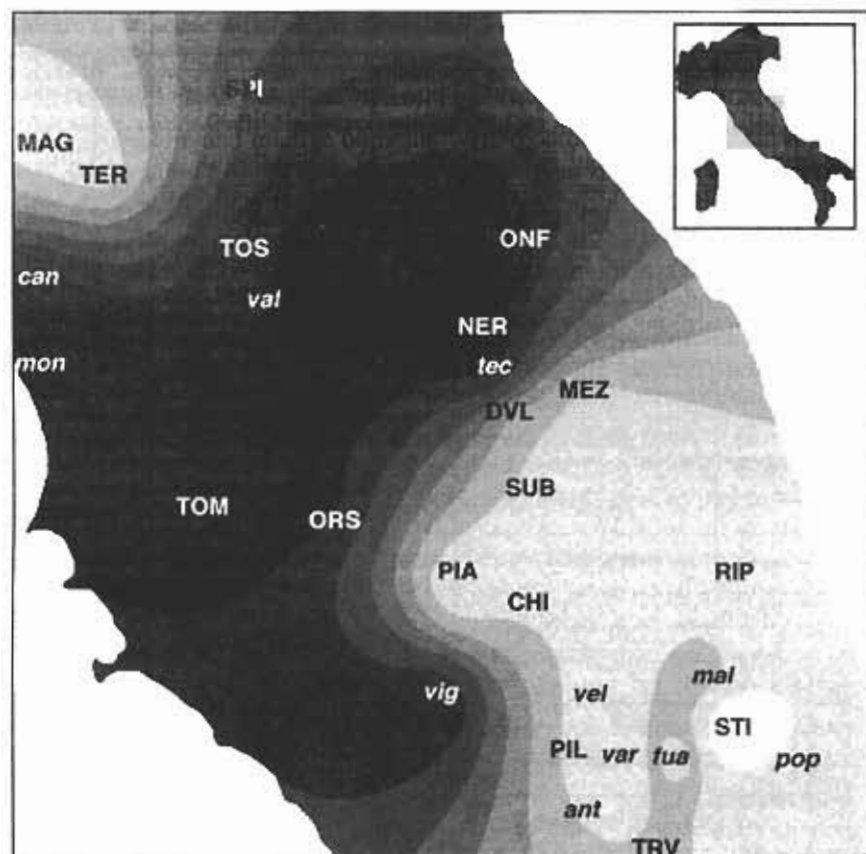 SPI
MAG
TER
TOS
ONF
can
val
NER
mon
tec
MEZ
DVL
SUB
TOM
ORS
PIA
RIP
CHI
mal
vig
vel
STI
PIL
var
fua
pop
ant
TRV